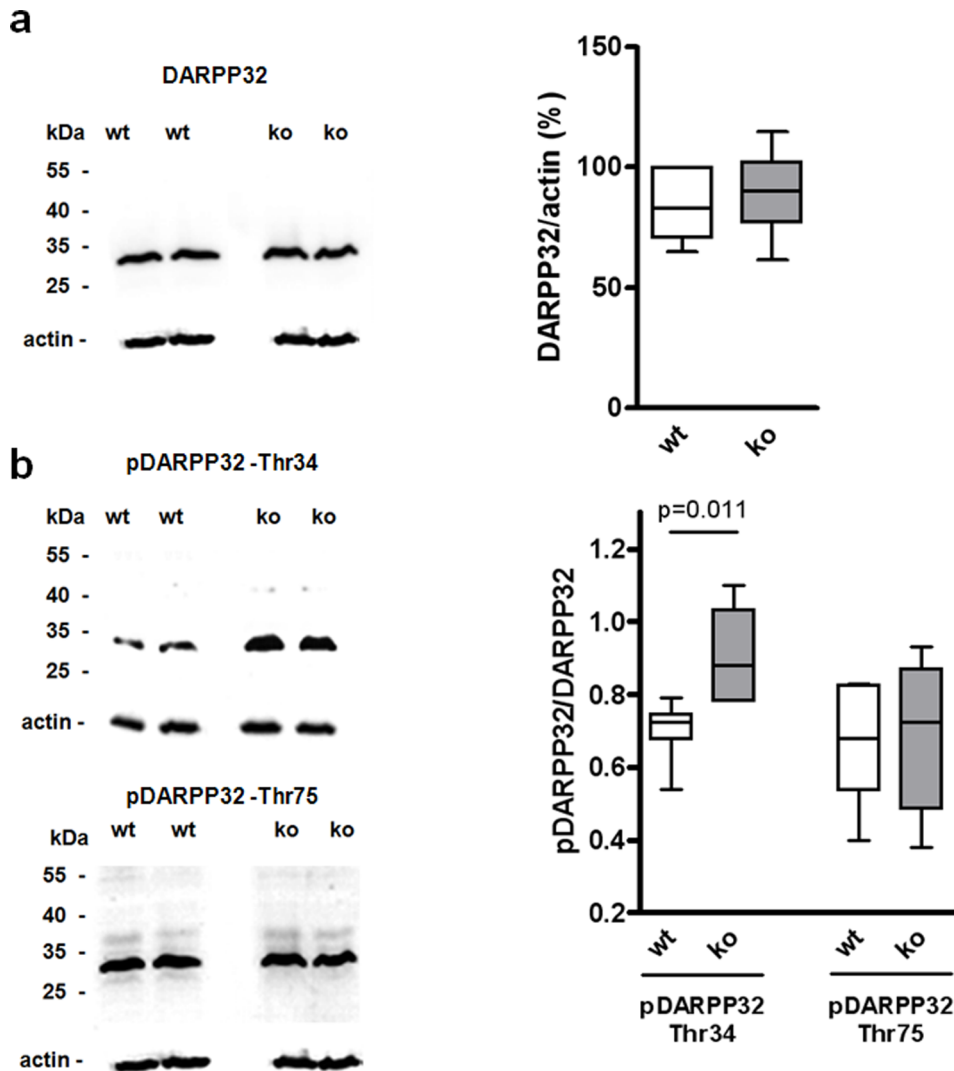 a
DARPP32
kDa wt wt ko ko
55 -
40 -
35 -
25 -
actin -
DARPP32/actin (%)
150
100
50
0
wt ko
b
pDARPP32 -Thr34
kDa wt wt ko ko
55 -
40 -
35 -
25 -
actin -
pDARPP32 -Thr75
kDa wt wt ko ko
55 -
40 -
35 -
25 -
actin -
pDARPP32/DARPP32
p=0.011
1.2
1.0
0.8
0.6
0.4
0.2
wt ko wt ko
pDARPP32 pDARPP32
Thr34 Thr75